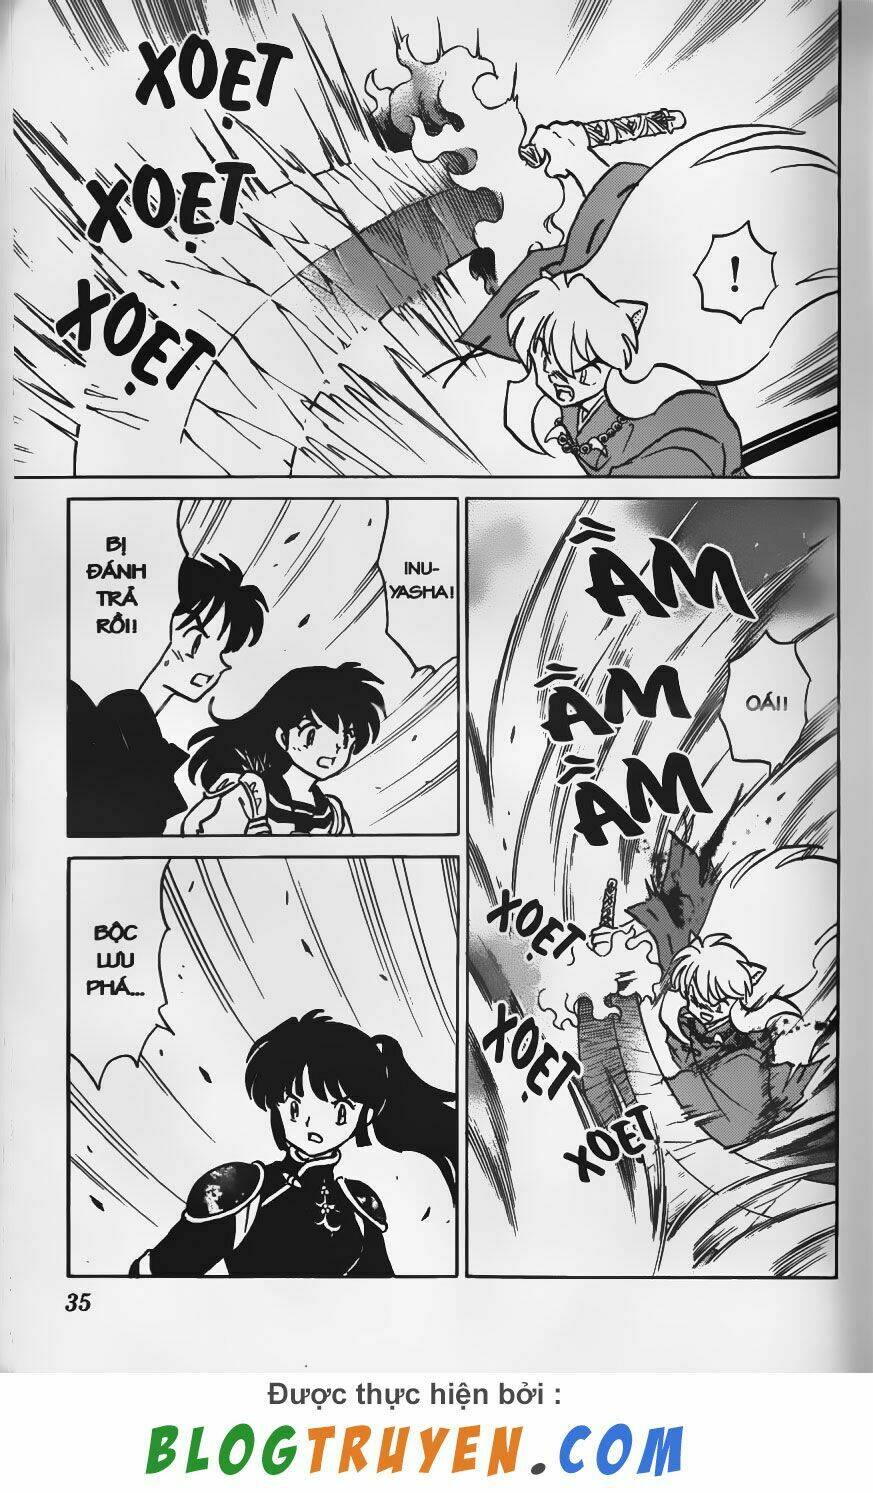 XOẸT
XOẸT
XOẸT
!
ẦM
ẦM
ẦM
OÁ!!
XOẸT
XOẸT
XOẸT
INU-
YASHA!
BỊ
ĐÁNH
TRẢ
RỒI!!
BỘC
LƯU
PHÁ...
35
Được thực hiện bởi :
BLOGTRUYEN.COM